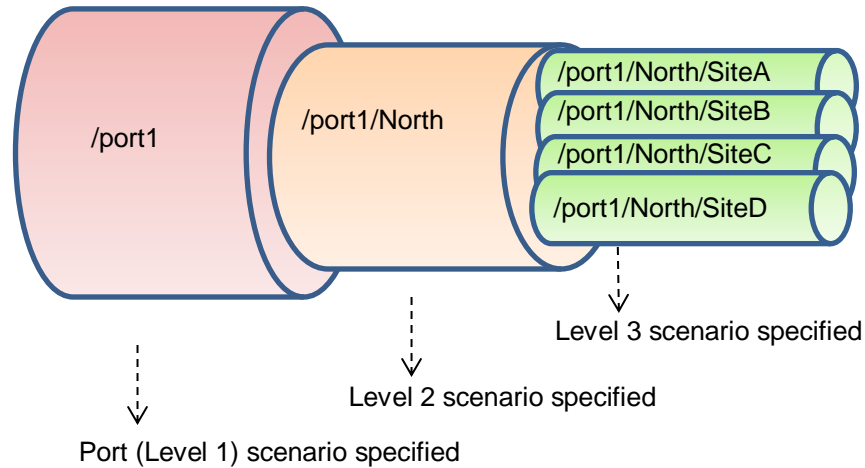 /port1
/port1/North
/port1/North/SiteA
/port1/North/SiteB
/port1/North/SiteC
/port1/North/SiteD
Level 3 scenario specified
Level 2 scenario specified
Port (Level 1) scenario specified